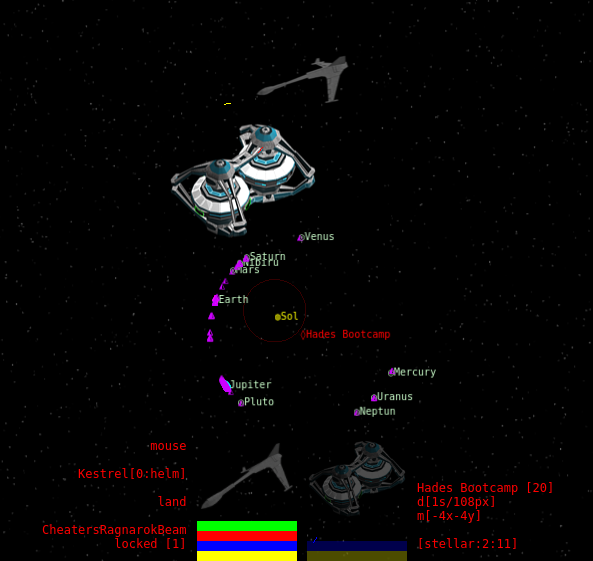 Venus
Saturn
Nibiru
Mars
Earth
Sol
Hades Bootcamp
Mercury
Jupiter
Uranus
Pluto
Neptun
mouse
Kestrel[0:helm]
land
CheatersRagnarokBeam
locked [1]
Hades Bootcamp [20]
d[1s/108px]
m[-4x-4y]
[stellar:2:11]